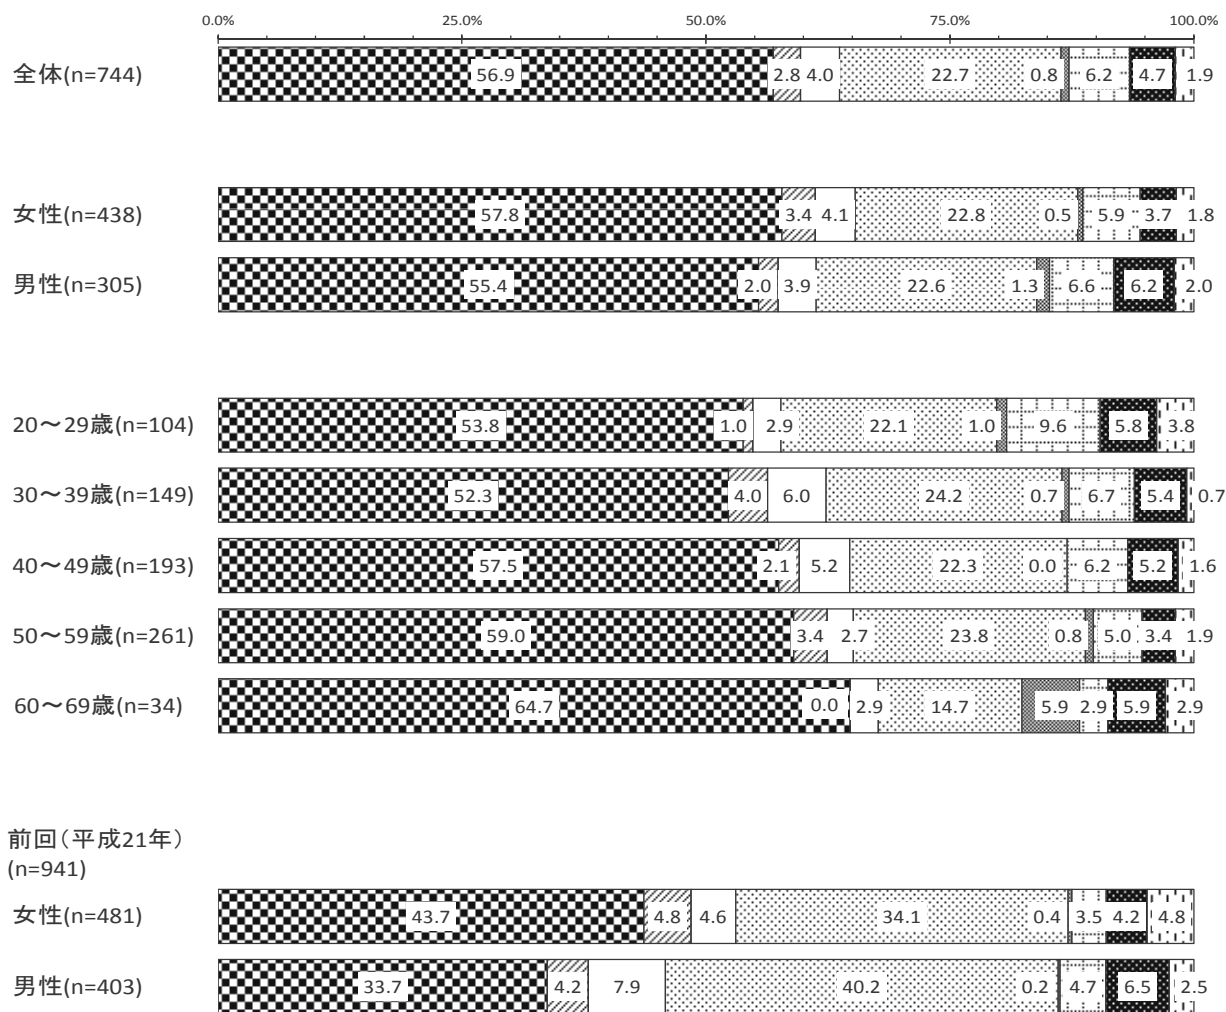 0.0% 25.0% 50.0% 75.0% 100.0%
全体(n=744) 56.9 2.8 4.0 22.7 0.8 6.2 4.7 1.9
女性(n=438) 57.8 3.4 4.1 22.8 0.5 5.9 3.7 1.8
男性(n=305) 55.4 2.0 3.9 22.6 1.3 6.6 6.2 2.0
20～29歳(n=104) 53.8 1.0 2.9 22.1 1.0 9.6 5.8 3.8
30～39歳(n=149) 52.3 4.0 6.0 24.2 0.7 6.7 5.4 0.7
40～49歳(n=193) 57.5 2.1 5.2 22.3 0.0 6.2 5.2 1.6
50～59歳(n=261) 59.0 3.4 2.7 23.8 0.8 5.0 3.4 1.9
60～69歳(n=34) 64.7 0.0 2.9 14.7 5.9 2.9 5.9 2.9
前回（平成21年）
(n=941)
女性(n=481) 43.7 4.8 4.6 34.1 0.4 3.5 4.2 4.8
男性(n=403) 33.7 4.2 7.9 40.2 0.2 4.7 6.5 2.5